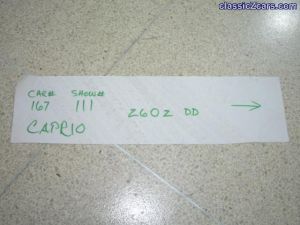 classicZcars.com
CAR# SHOW#
167 111
260Z DD
CAPRIO